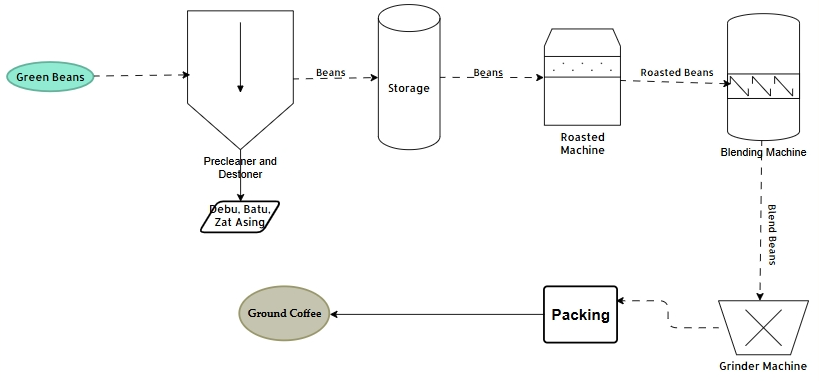 Green Beans
Precleaner and
Destoner
Debu, Batu,
Zat Asing
Beans
Storage
Beans
Roasted
Machine
Roasted Beans
Blending Machine
Blend Beans
Grinder Machine
Packing
Ground Coffee